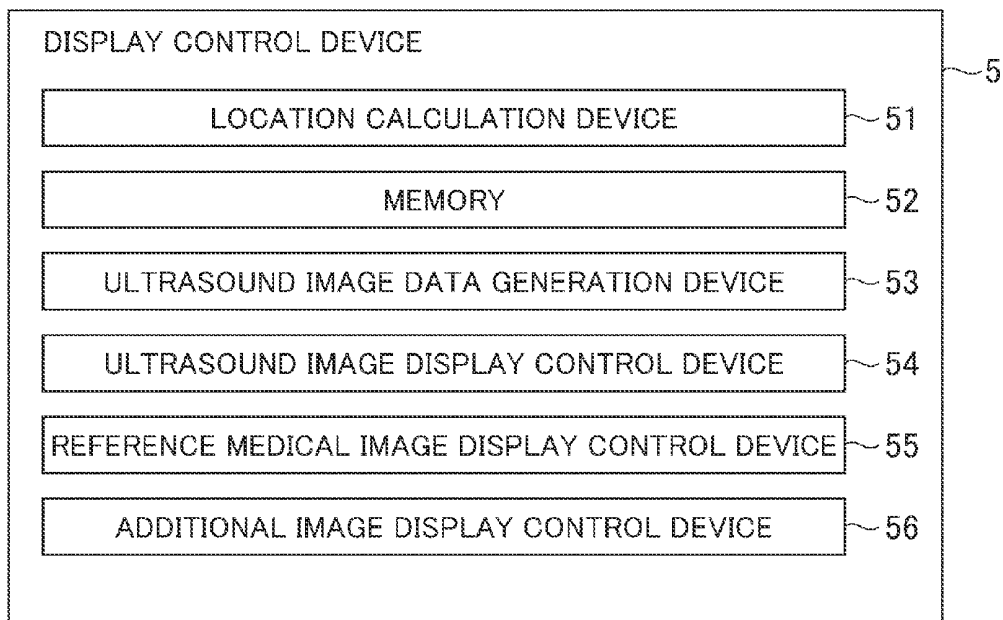 DISPLAY CONTROL DEVICE
5
LOCATION CALCULATION DEVICE
51
MEMORY
52
ULTRASOUND IMAGE DATA GENERATION DEVICE
53
ULTRASOUND IMAGE DISPLAY CONTROL DEVICE
54
REFERENCE MEDICAL IMAGE DISPLAY CONTROL DEVICE
55
ADDITIONAL IMAGE DISPLAY CONTROL DEVICE
56